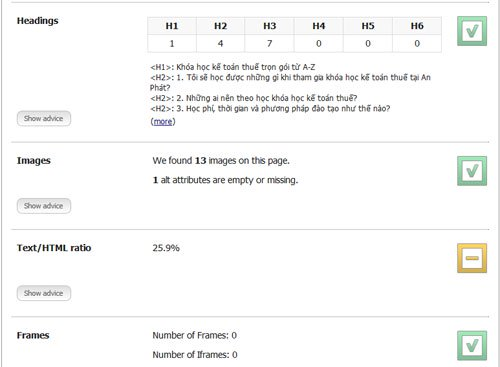 Headings
H1 H2 H3 H4 H5 H6
1 4 7 0 0 0
<H1>: Khóa học kế toán thuế trọn gói từ A-Z
<H2>: 1. Tôi sẽ học được những gì khi tham gia khóa học kế toán thuế tại An
Phát?
<H2>: 2. Những ai nên theo học khóa học kế toán thuế?
<H2>: 3. Học phí, thời gian và phương pháp đào tạo như thế nào?
(more)
Show advice
Images
We found 13 images on this page.
1 alt attributes are empty or missing.
Show advice
Text/HTML ratio
25.9%
Show advice
Frames
Number of Frames: 0
Number of Iframes: 0